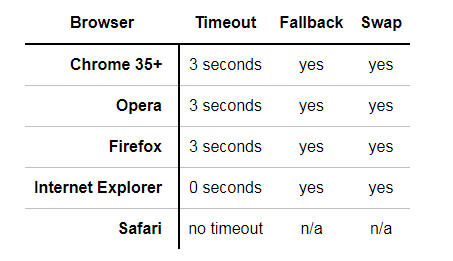 Browser Timeout Fallback Swap
Chrome 35+ 3 seconds yes yes
Opera 3 seconds yes yes
Firefox 3 seconds yes yes
Internet Explorer 0 seconds yes yes
Safari no timeout n/a n/a